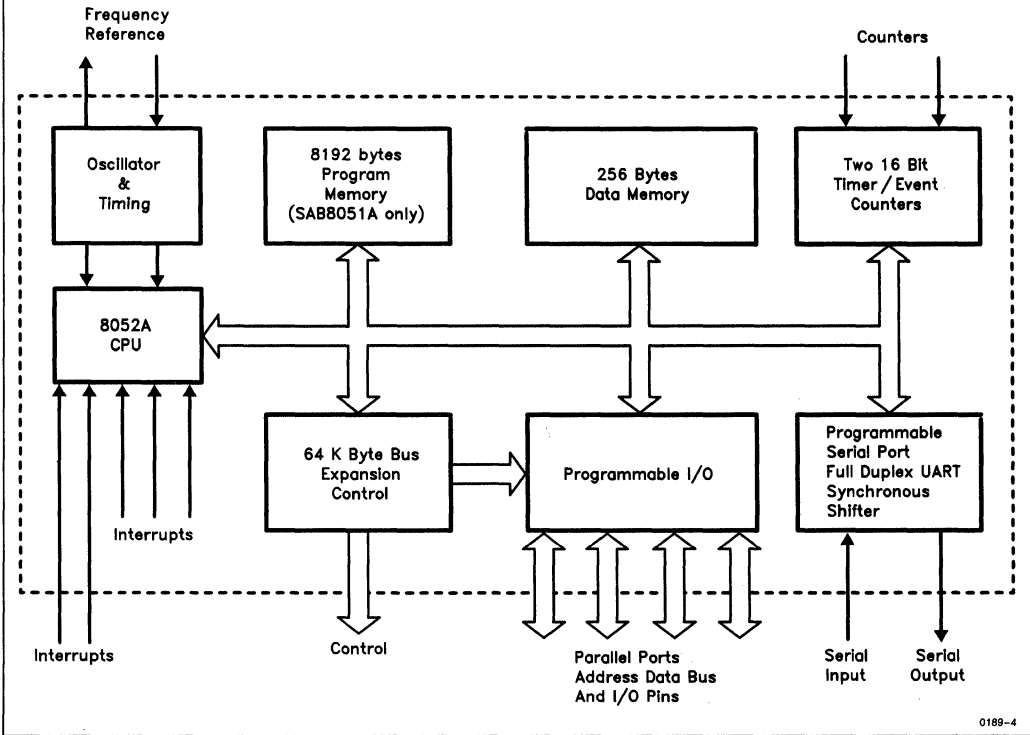 Frequency
Reference
Counters
Oscillator
&
Timing
8192 bytes
Program
Memory
(SAB8051A only)
256 Bytes
Data Memory
Two 16 Bit
Timer / Event
Counters
8052A
CPU
64 K Byte Bus
Expansion
Control
Programmable I/O
Programmable
Serial Port
Full Duplex UART
Synchronous
Shifter
Interrupts
Interrupts
Control
Parallel Ports
Address Data Bus
And I/O Pins
Serial
Input
Serial
Output
0189-4